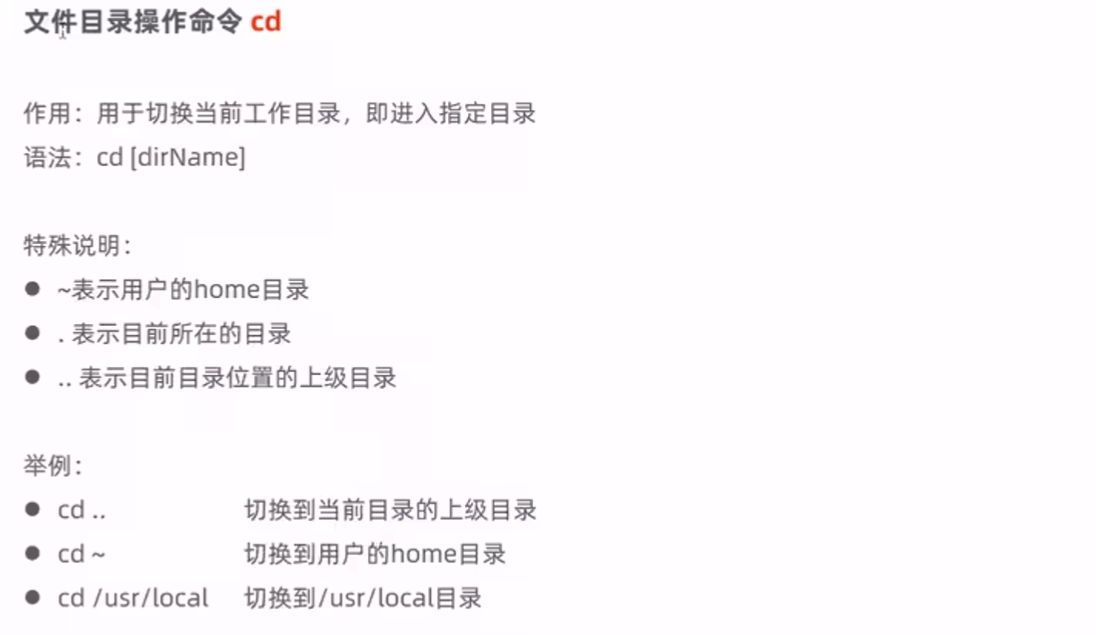 文件目录操作命令 cd
作用：用于切换当前工作目录，即进入指定目录
语法：cd [dirName]
特殊说明：
● ~表示用户的home目录
● . 表示目前所在的目录
● .. 表示目前目录位置的上级目录
举例：
● cd .. 切换到当前目录的上级目录
● cd ~ 切换到用户的home目录
● cd /usr/local 切换到/usr/local目录